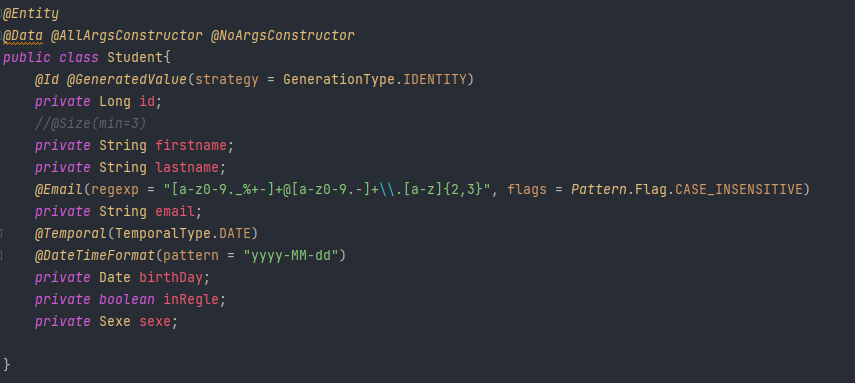 @Entity
@Data @AllArgsConstructor @NoArgsConstructor
public class Student{
    @Id @GeneratedValue(strategy = GenerationType.IDENTITY)
    private Long id;
    //@Size(min=3)
    private String firstname;
    private String lastname;
    @Email(regexp = "[a-z0-9._%+-]+@[a-z0-9.-]+\\.[a-z]{2,3}", flags = Pattern.Flag.CASE_INSENSITIVE)
    private String email;
    @Temporal(TemporalType.DATE)
    @DateTimeFormat(pattern = "yyyy-MM-dd")
    private Date birthDay;
    private boolean inRegle;
    private Sexe sexe;
}